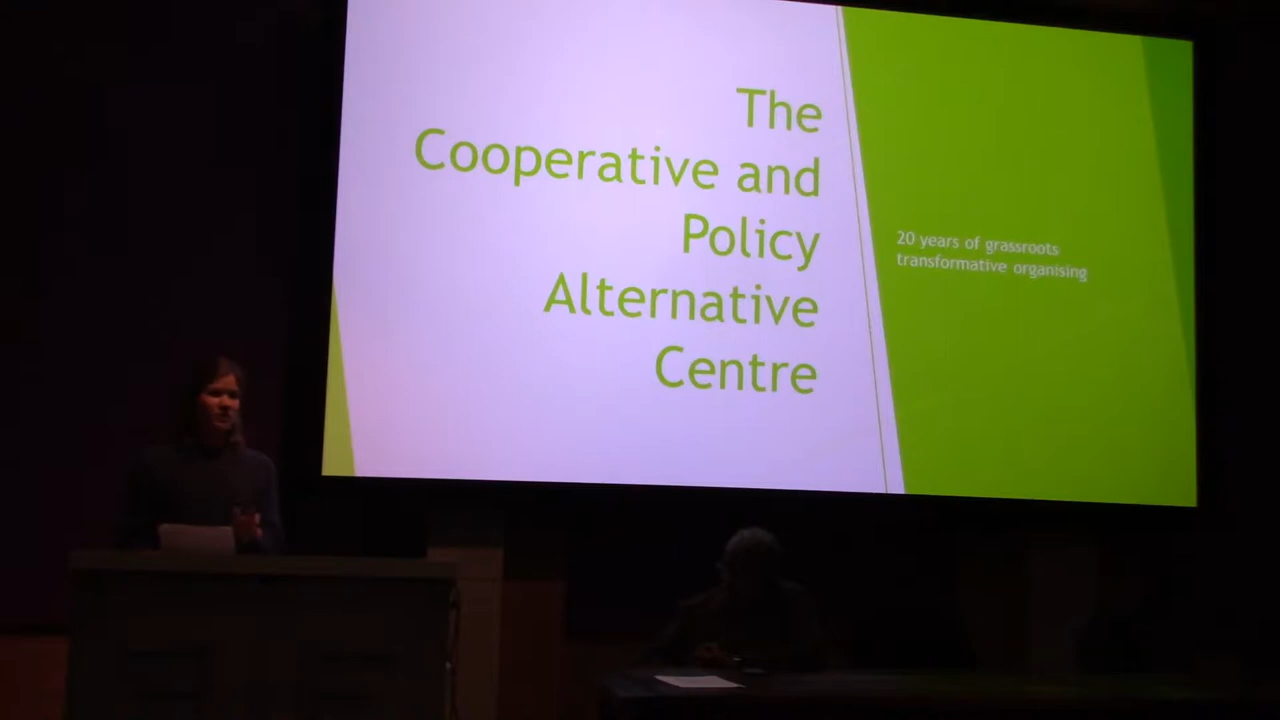 The
Cooperative and
Policy
Alternative
Centre
20 years of grassroots
transformative organising